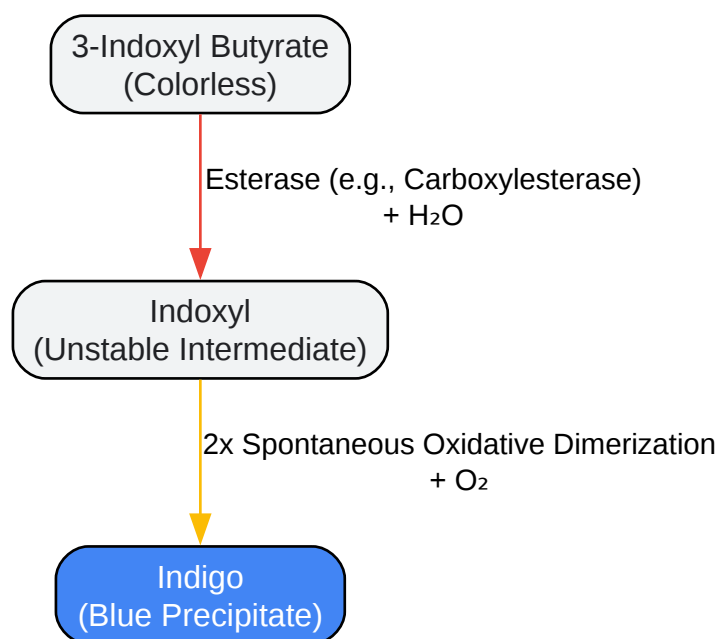 3-Indoxyl Butyrate
(Colorless)
Esterase (e.g., Carboxylesterase)
+ H₂O
Indoxyl
(Unstable Intermediate)
2x Spontaneous Oxidative Dimerization
+ O₂
Indigo
(Blue Precipitate)